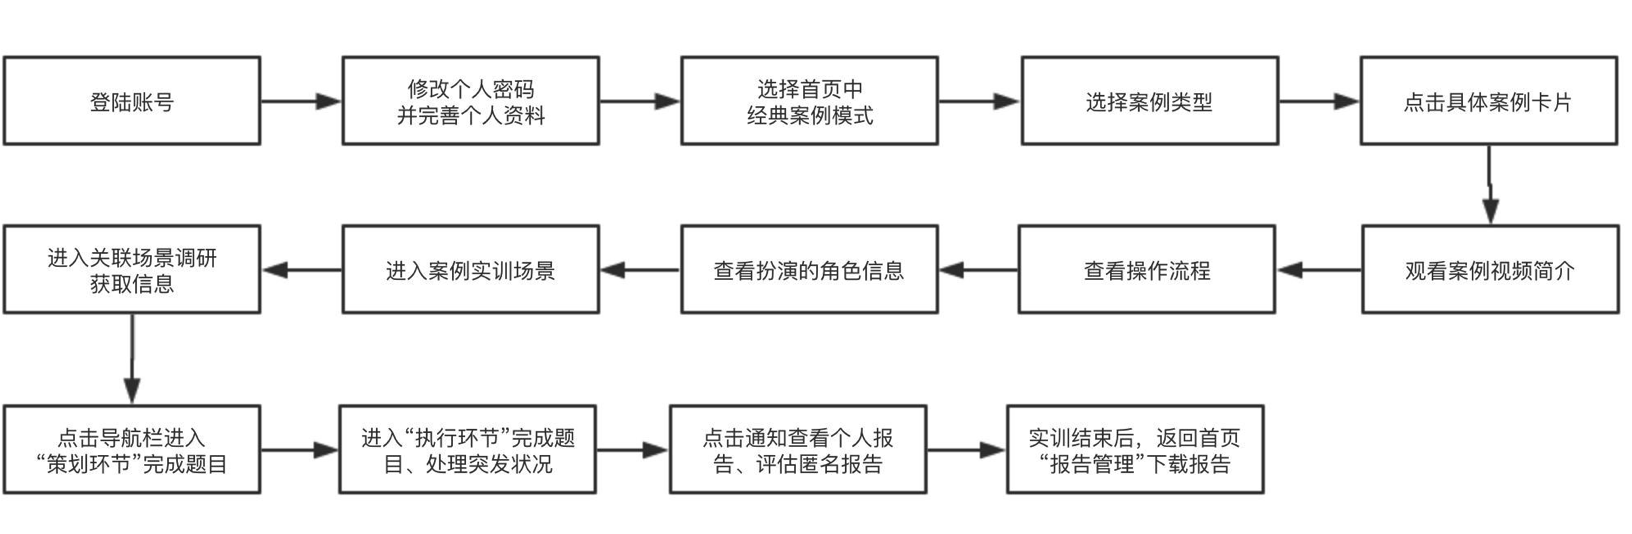 登陆账号
修改个人密码
并完善个人资料
选择首页中
经典案例模式
选择案例类型
点击具体案例卡片
观看案例视频简介
查看操作流程
查看扮演的角色信息
进入案例实训场景
进入关联场景调研
获取信息
点击导航栏进入
“策划环节”完成题目
进入“执行环节”完成题
目、处理突发状况
点击通知查看个人报
告、评估匿名报告
实训结束后，返回首页
“报告管理”下载报告